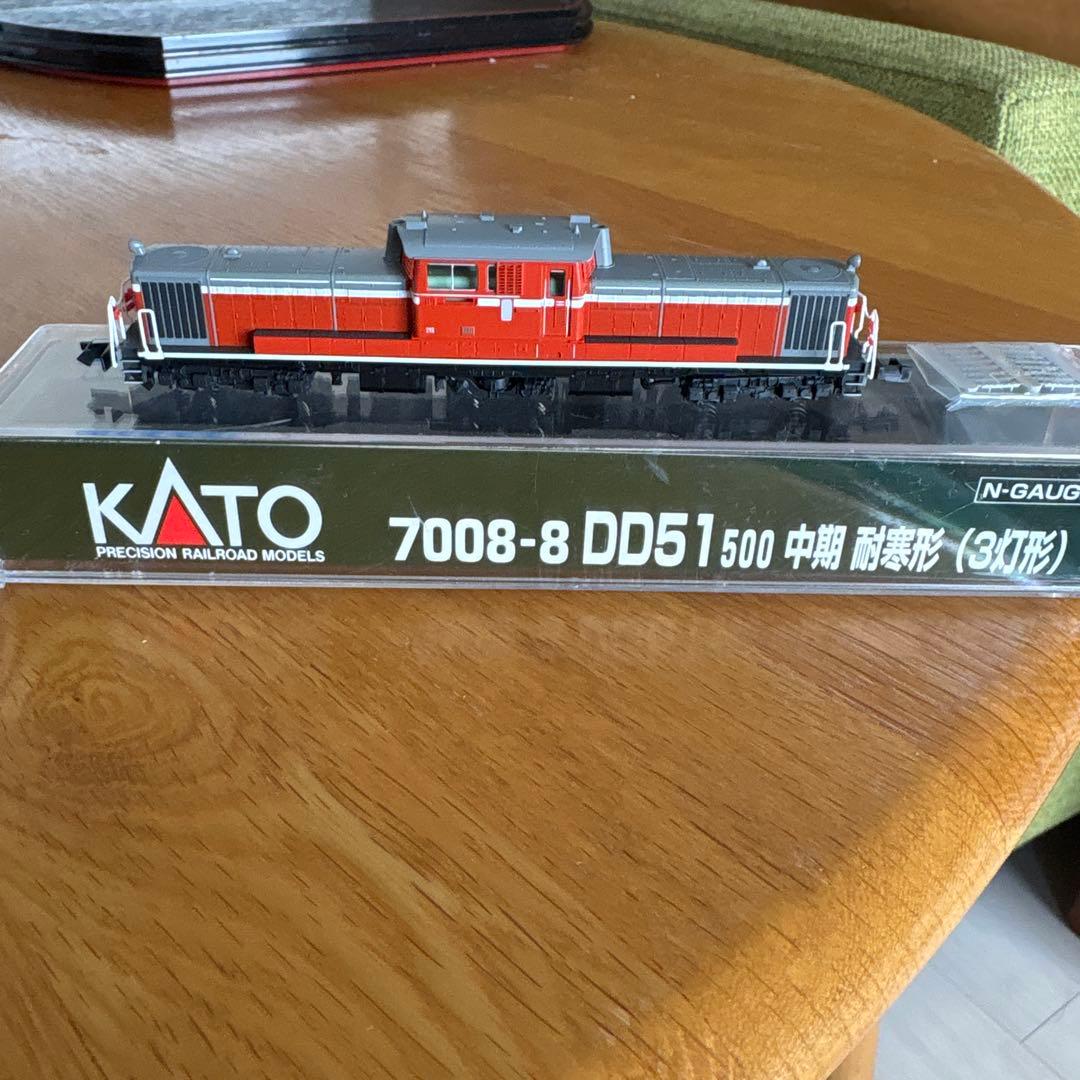 KATO
PRECISION RAILROAD MODELS
7008-8 DD51 500 中期 耐寒形 (3灯形)
N-GAUG